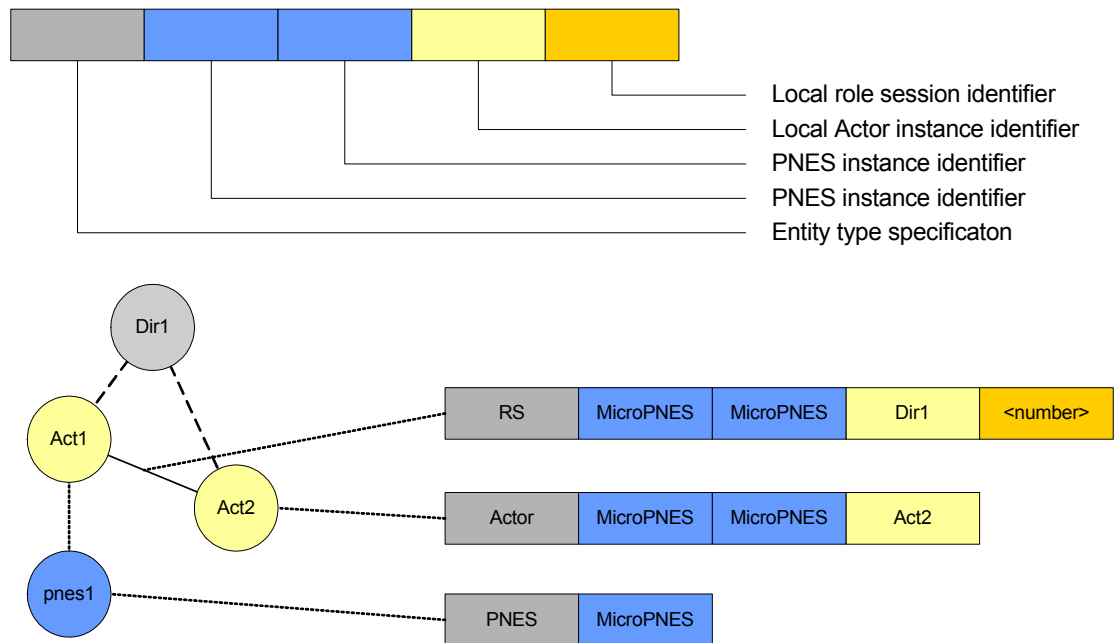 Local role session identifier
Local Actor instance identifier
PNES instance identifier
PNES instance identifier
Entity type specificaton
Dir1
RS MicroPNES MicroPNES Dir1 <number>
Act1
Act2
Actor MicroPNES MicroPNES Act2
pnes1
PNES MicroPNES